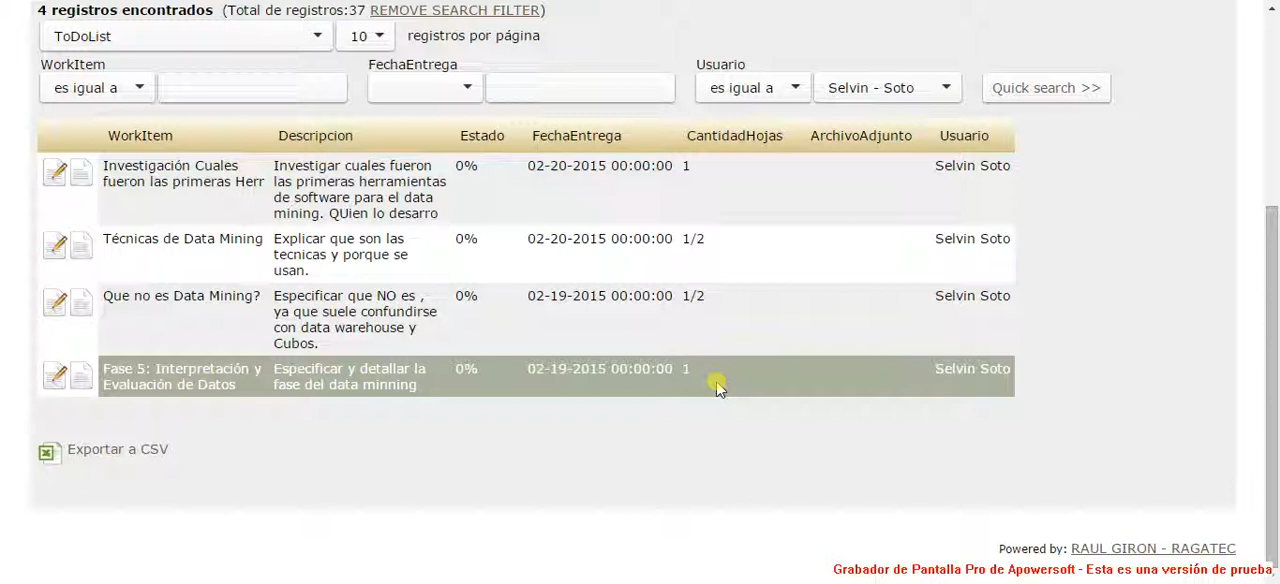 4 registros encontrados (Total de registros:37 REMOVE SEARCH FILTER)
ToDoList 10 registros por página
WorkItem FechaEntrega Usuario
es igual a es igual a Selvin - Soto Quick search >>
WorkItem Descripcion Estado FechaEntrega CantidadHojas ArchivoAdjunto Usuario
Investigación Cuales Investigar cuales fueron 0% 02-20-2015 00:00:00 1 Selvin Soto
fueron las primeras Herr las primeras herramientas
de software para el data
mining. QUien lo desarro
Técnicas de Data Mining Explicar que son las 0% 02-20-2015 00:00:00 1/2 Selvin Soto
tecnicas y porque se
usan.
Que no es Data Mining? Especificar que NO es , 0% 02-19-2015 00:00:00 1/2 Selvin Soto
ya que suele confundirse
con data warehouse y
Cubos.
Fase 5: Interpretación y Especificar y detallar la 0% 02-19-2015 00:00:00 1 Selvin Soto
Evaluación de Datos fase del data minning
Exportar a CSV
Powered by: RAUL GIRON - RAGATEC
Grabador de Pantalla Pro de Apowersoft - Esta es una versión de prueba